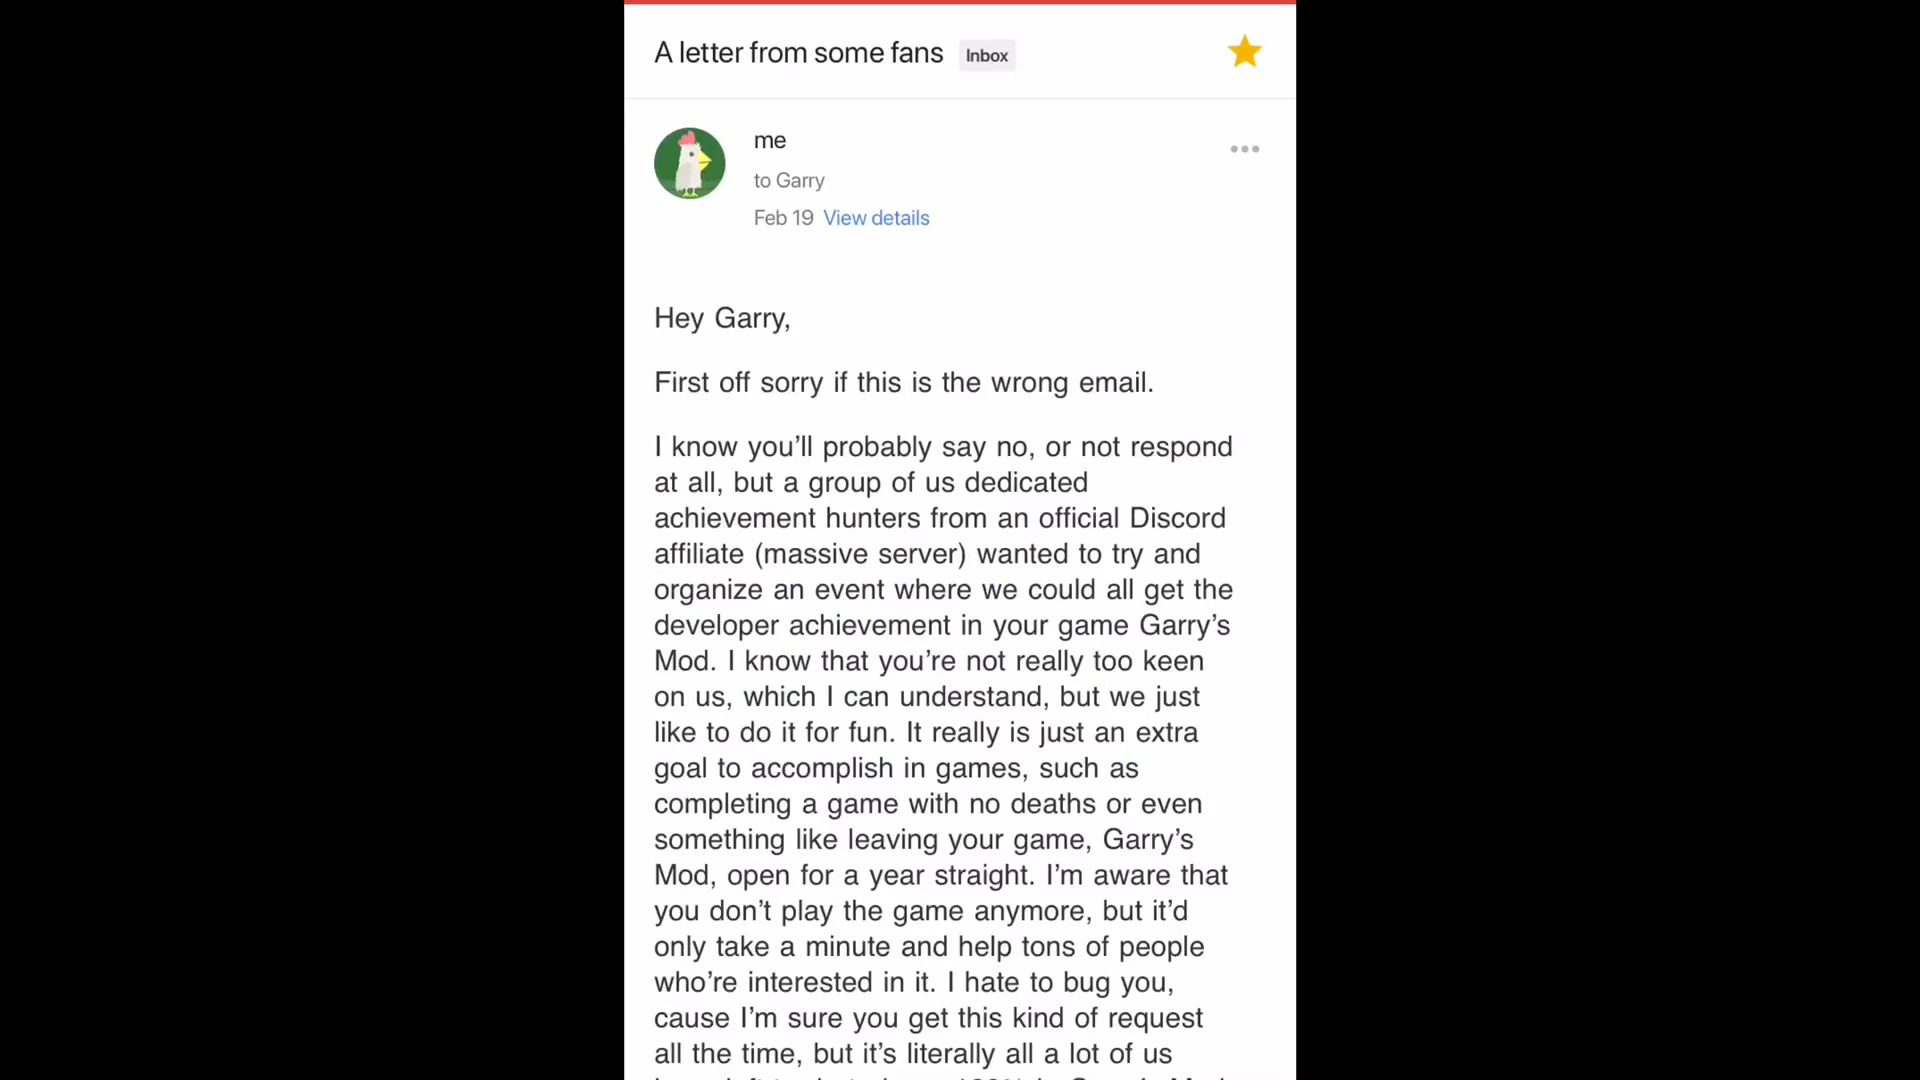 A letter from some fans Inbox
me
to Garry
Feb 19 View details
Hey Garry,
First off sorry if this is the wrong email.
I know you’ll probably say no, or not respond
at all, but a group of us dedicated
achievement hunters from an official Discord
affiliate (massive server) wanted to try and
organize an event where we could all get the
developer achievement in your game Garry’s
Mod. I know that you’re not really too keen
on us, which I can understand, but we just
like to do it for fun. It really is just an extra
goal to accomplish in games, such as
completing a game with no deaths or even
something like leaving your game, Garry’s
Mod, open for a year straight. I’m aware that
you don’t play the game anymore, but it’d
only take a minute and help tons of people
who’re interested in it. I hate to bug you,
cause I’m sure you get this kind of request
all the time, but it’s literally all a lot of us